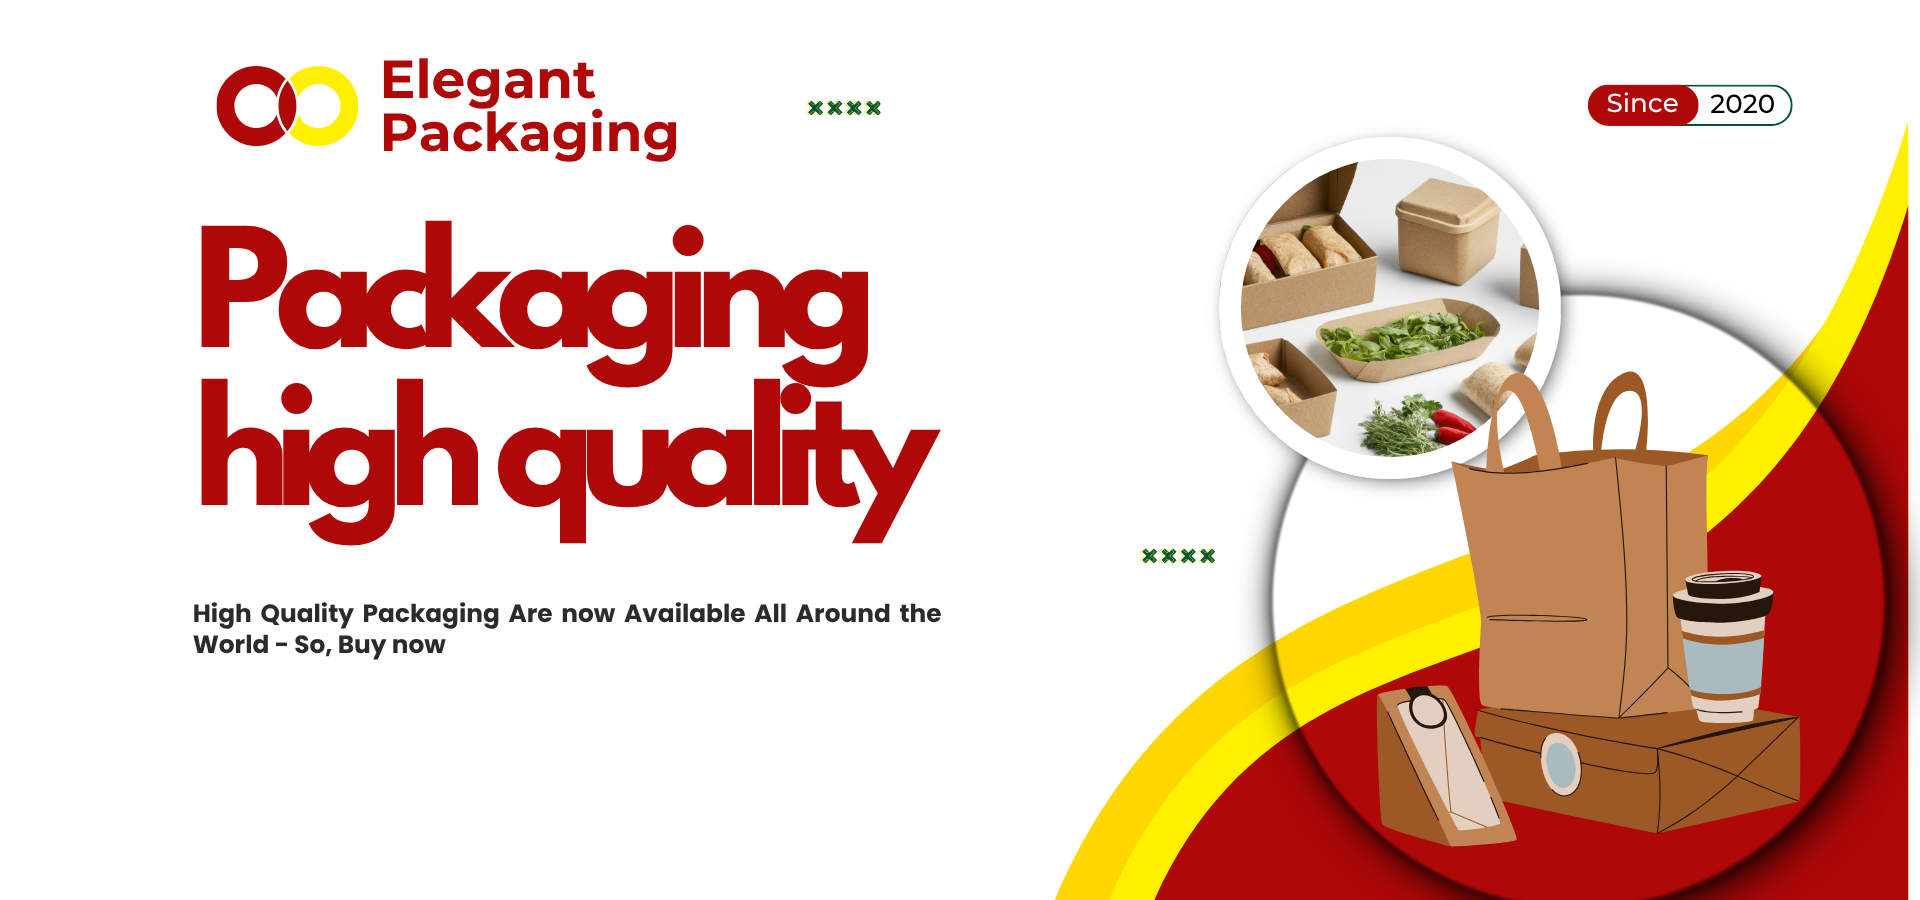 Elegant
Packaging
Since 2020
Packaging
high quality
High Quality Packaging Are now Available All Around the
World - So, Buy now